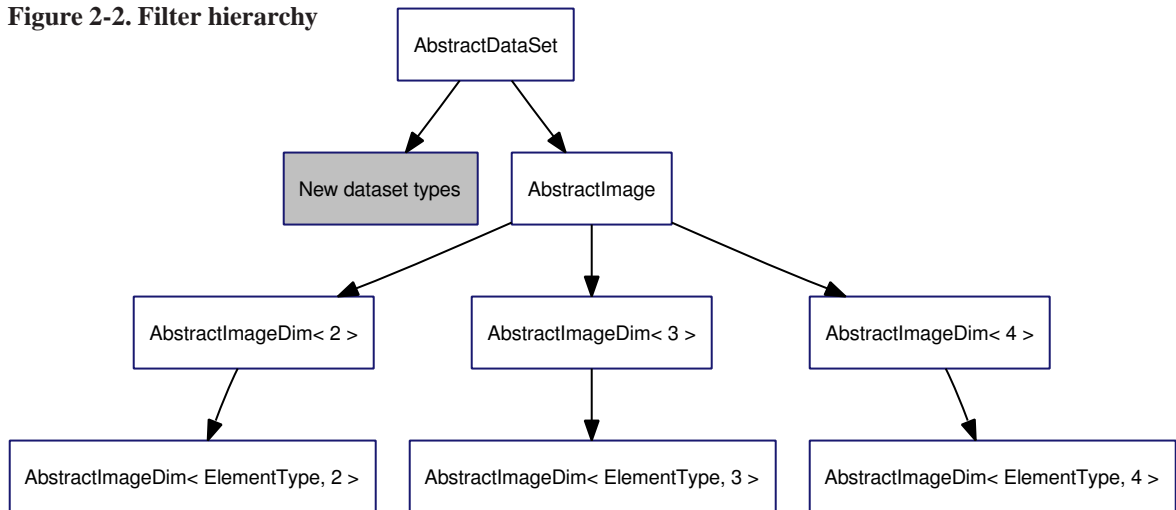 Figure 2-2. Filter hierarchy
AbstractDataSet
New dataset types
AbstractImage
AbstractImageDim< 2 >
AbstractImageDim< 3 >
AbstractImageDim< 4 >
AbstractImageDim< ElementType, 2 >
AbstractImageDim< ElementType, 3 >
AbstractImageDim< ElementType, 4 >